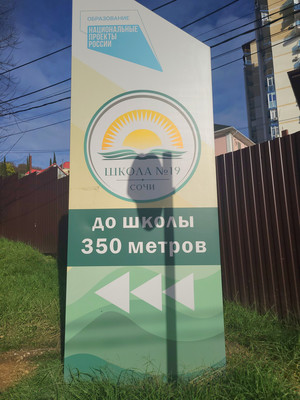 ОБРАЗОВАНИЕ
НАЦИОНАЛЬНЫЕ
ПРОЕКТЫ
РОССИИ
ШКОЛА №19
СОЧИ
ДО ШКОЛЫ
350 МЕТРОВ